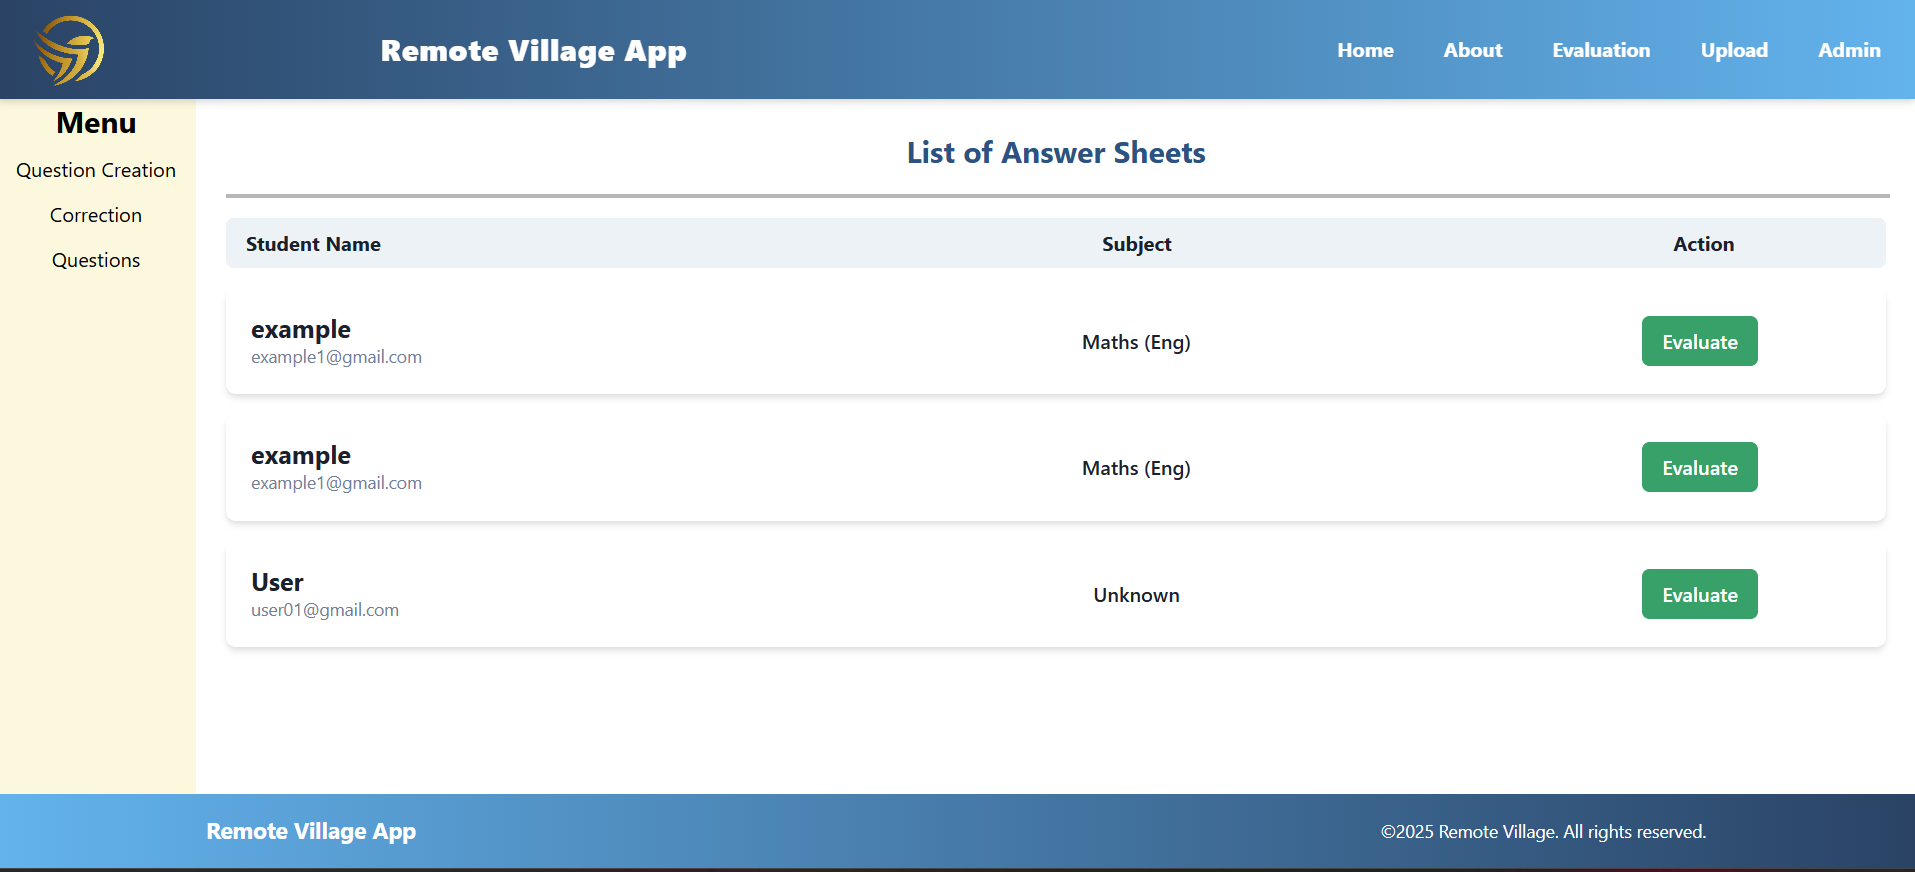 Remote Village App
Home About Evaluation Upload Admin
Menu
Question Creation
Correction
Questions
List of Answer Sheets
Student Name Subject Action
example
example1@gmail.com
Maths (Eng)
Evaluate
example
example1@gmail.com
Maths (Eng)
Evaluate
User
user01@gmail.com
Unknown
Evaluate
Remote Village App
©2025 Remote Village. All rights reserved.